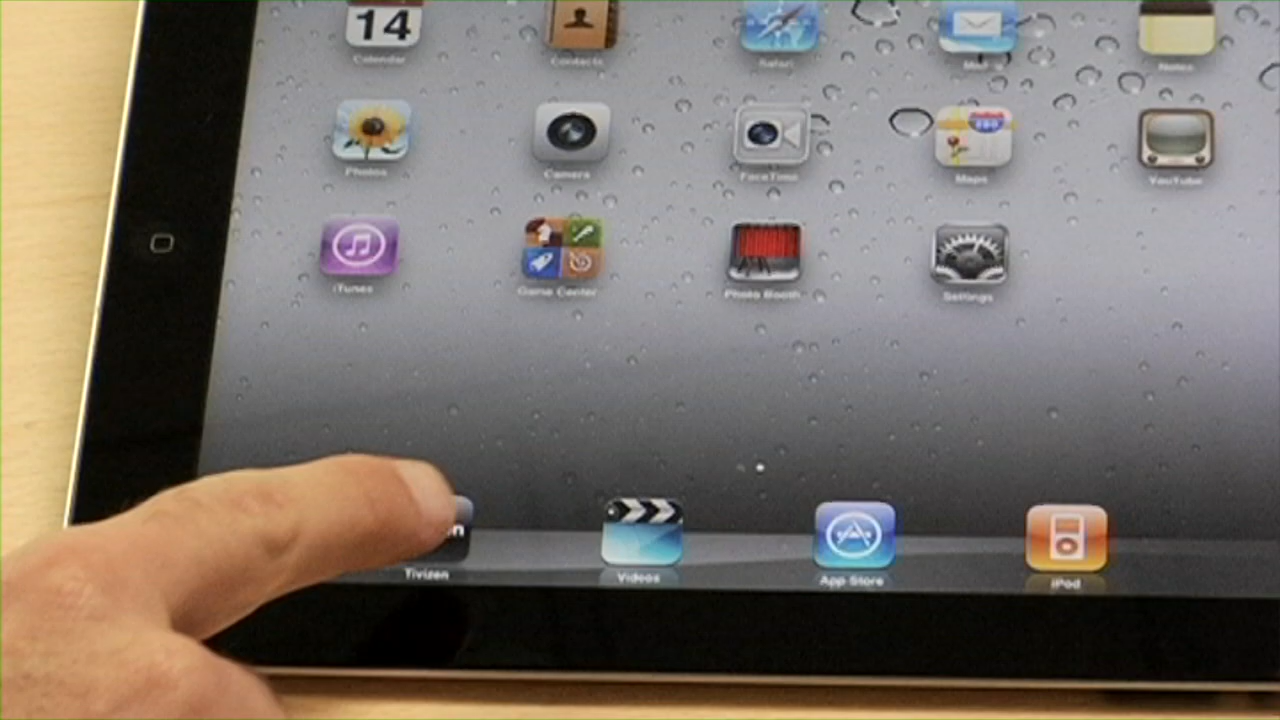 14
Calendar
Contacts
Safari
Mail
Notes
Photos
Camera
FaceTime
Maps
YouTube
280
iTunes
Game Center
Photo Booth
Settings
n
Tivizen
Videos
App Store
iPod